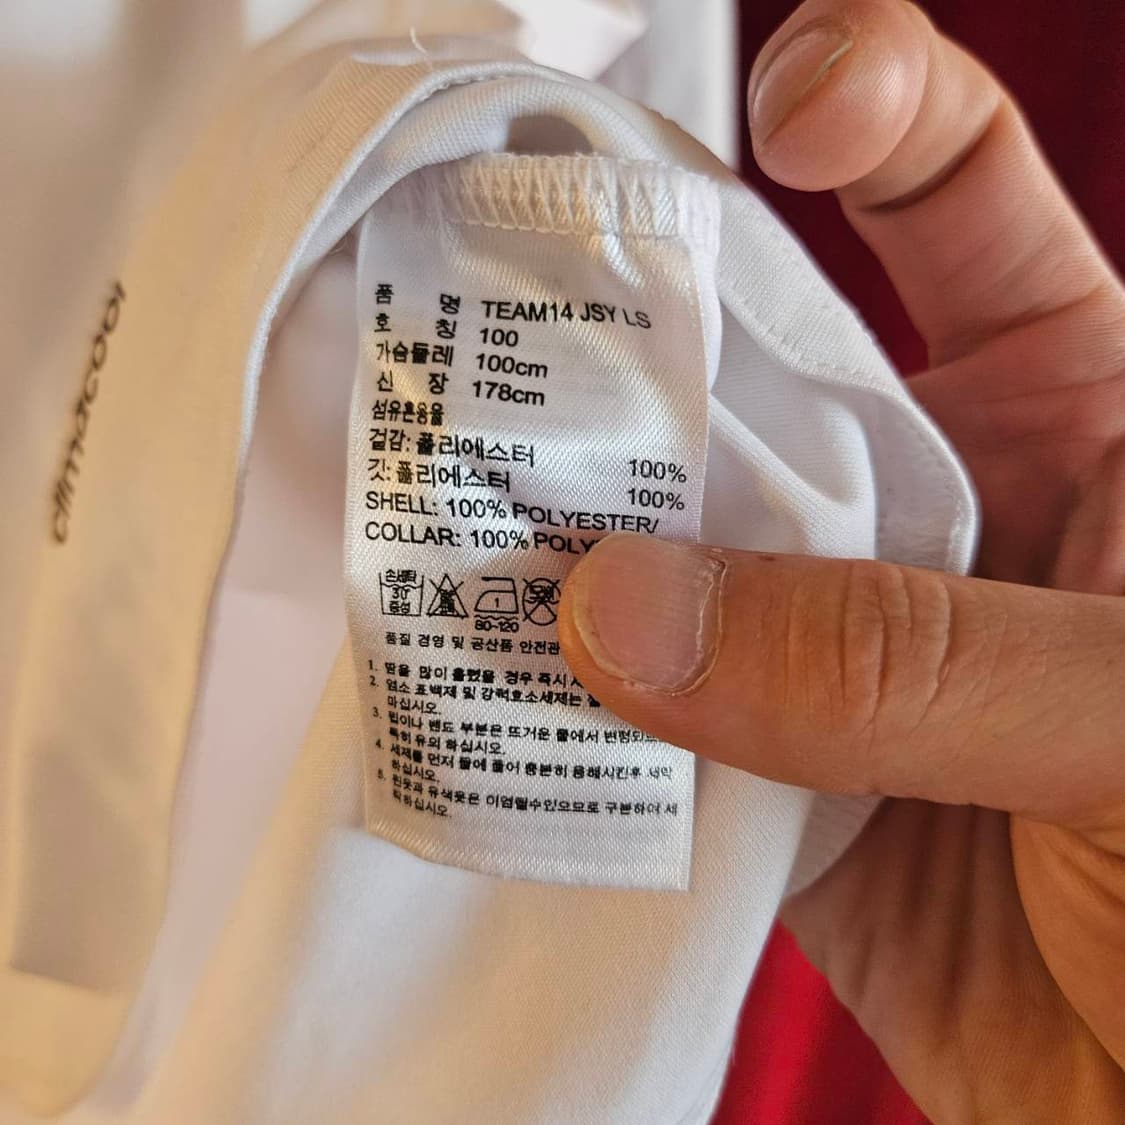 climacool
품 명 TEAM14 JSY LS
호 칭 100
가슴둘레 100cm
신 장 178cm
섬유혼용율
겉감: 폴리에스터 100%
깃: 폴리에스터 100%
SHELL: 100% POLYESTER/
COLLAR: 100%
손세탁
30°
중성
1
80-120
품질 경영 및 공산품
1. 땀을 많이 흘렸을 경우 즉시
2. 염소 표백제 및 강력효소세제는
마십시오.
3. 립이나 밴드 부분은 뜨거운 물에서
특히 유의 하십시오.
4. 세제를 먼저 물에 풀어 충분히 용해시킨후 세탁
하십시오.
5. 흰옷과 유색옷은 이염될수있으므로 구분하여 세
탁하십시오.